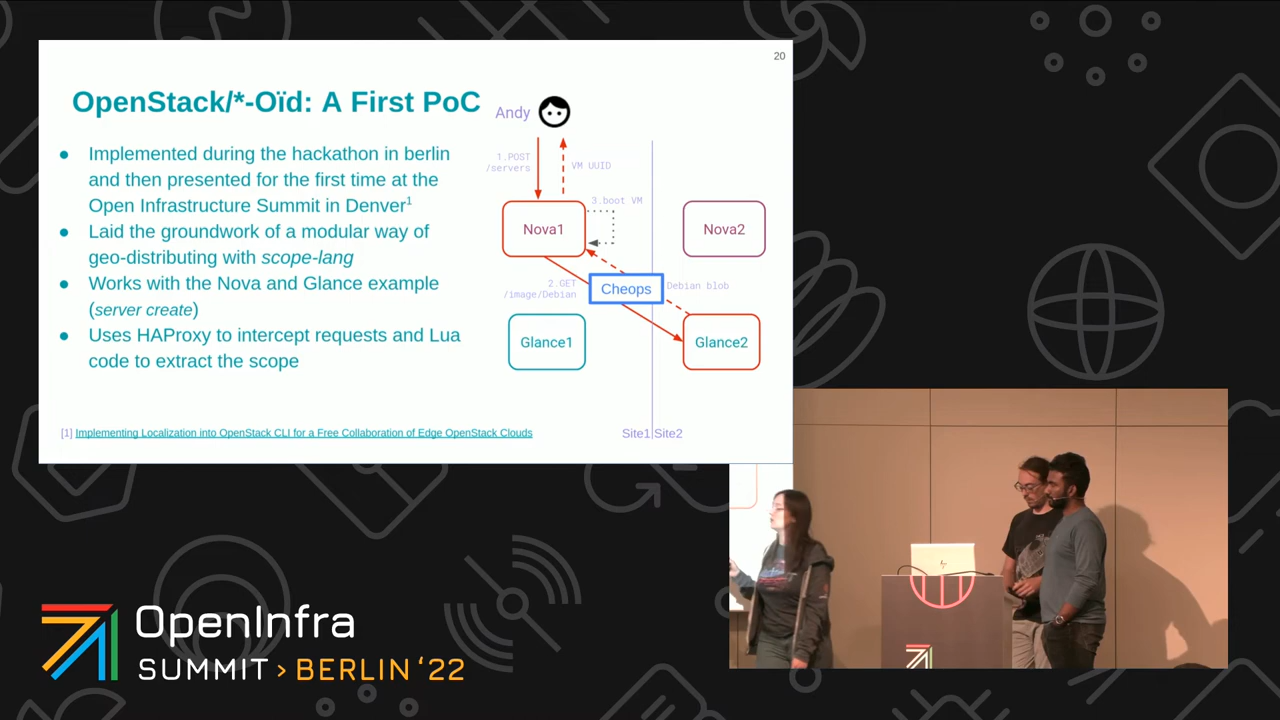 20
OpenStack/*-Oïd: A First PoC
● Implemented during the hackathon in berlin
and then presented for the first time at the
Open Infrastructure Summit in Denver¹
● Laid the groundwork of a modular way of
geo-distributing with scope-lang
● Works with the Nova and Glance example
(server create)
● Uses HAProxy to intercept requests and Lua
code to extract the scope
[1] Implementing Localization into OpenStack CLI for a Free Collaboration of Edge OpenStack Clouds
Andy
1.POST
/servers
VM UUID
3.boot VM
Nova1
Nova2
2.GET
/image/Debian
Cheops
Debian blob
Glance1
Glance2
Site1
Site2
OpenInfra
SUMMIT › BERLIN ‘22